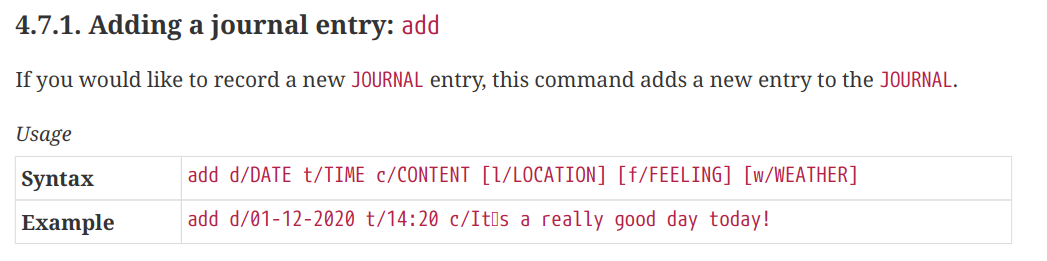 4.7.1. Adding a journal entry: add
If you would like to record a new JOURNAL entry, this command adds a new entry to the JOURNAL.
Usage
Syntax add d/DATE t/TIME c/CONTENT [l/LOCATION] [f/FEELING] [w/WEATHER]
Example add d/01-12-2020 t/14:20 c/It▯s a really good day today!